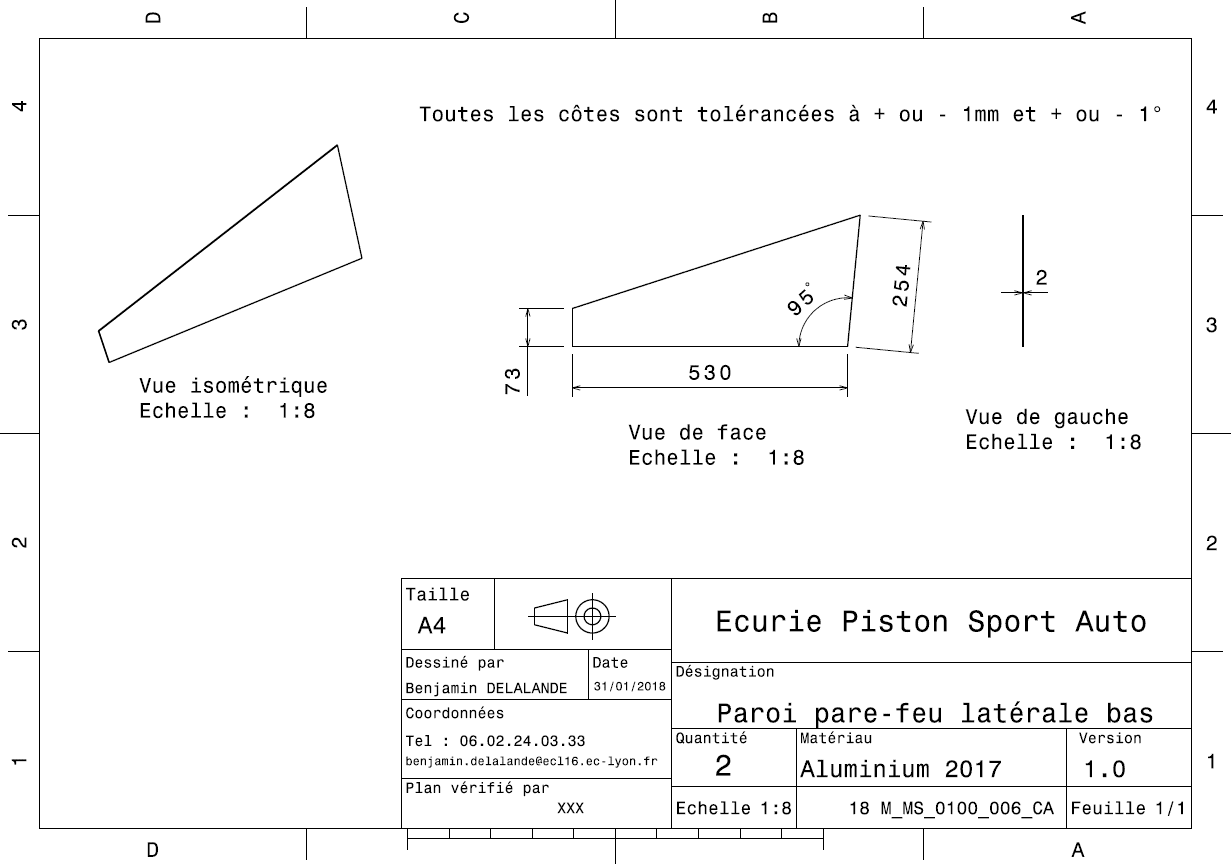 D C B A
4 4
Toutes les côtes sont tolérancées à + ou - 1mm et + ou - 1°
95°
254
2
3 3
73
530
Vue isométrique
Echelle : 1:8
Vue de face
Echelle : 1:8
Vue de gauche
Echelle : 1:8
2 2
Taille
A4
Ecurie Piston Sport Auto
Dessiné par
Benjamin DELALANDE
Date
31/01/2018
Désignation
Paroi pare-feu latérale bas
Coordonnées
Tel : 06.02.24.03.33
benjamin.delalande@ecl16.ec-lyon.fr
Quantité
2
Matériau
Aluminium 2017
Version
1.0
1 1
Plan vérifié par
XXX
Echelle 1:8
18 M_MS_0100_006_CA
Feuille 1/1
D A